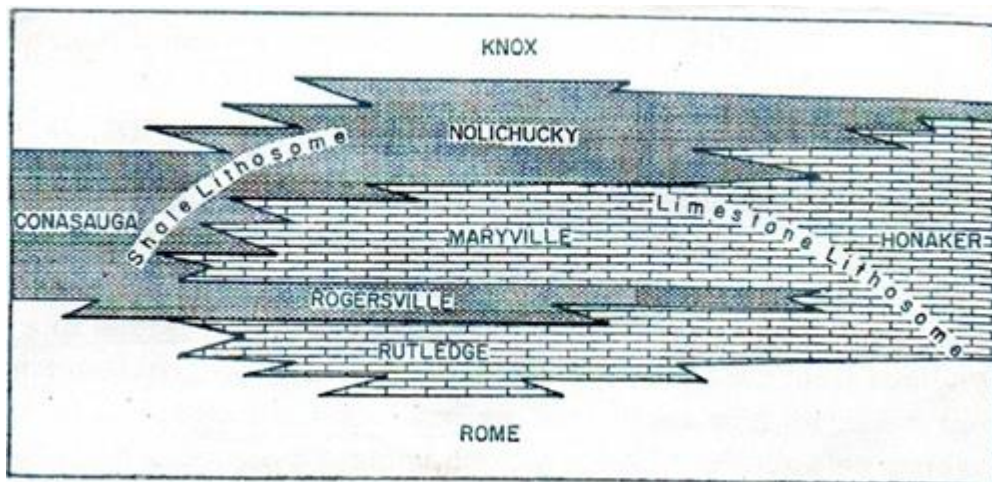 KNOX
NOLICHUCKY
Shale Lithosome
CONASAUGA
Limestone Lithosome
MARYVILLE
HONAKER
ROGERSVILLE
RUTLEDGE
ROME